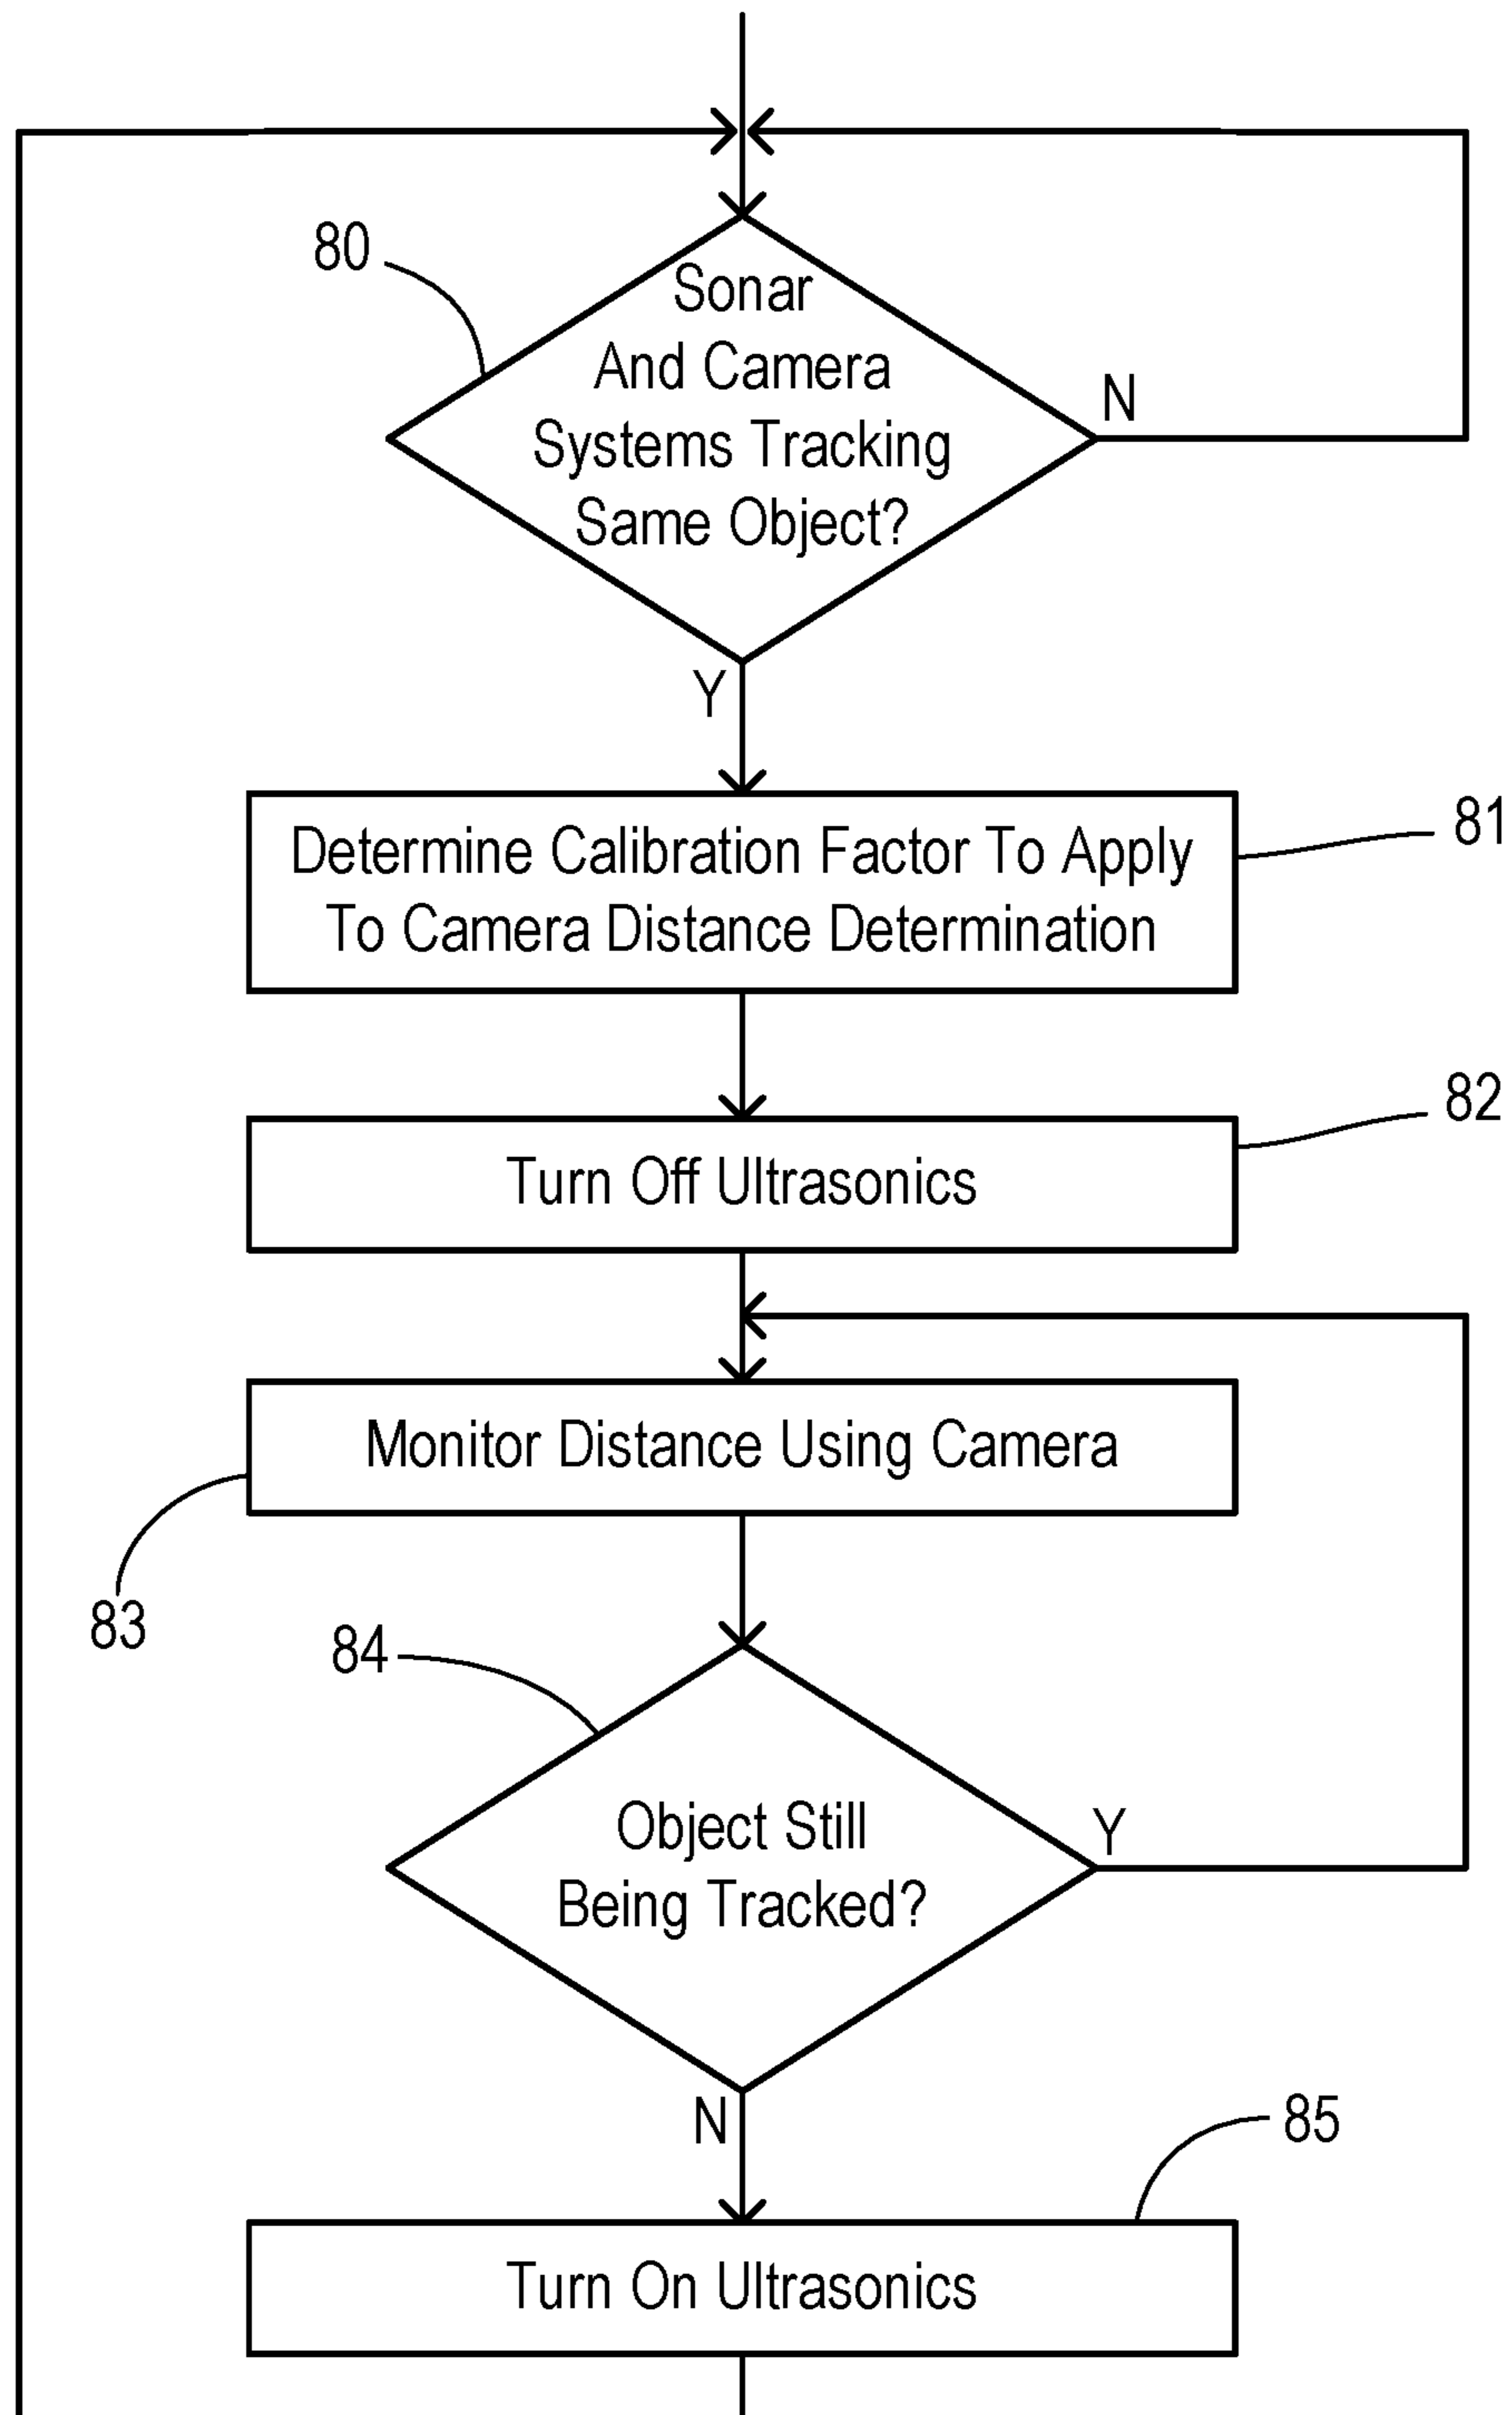 80
Sonar
And Camera
Systems Tracking
Same Object?
N
Y
Determine Calibration Factor To Apply
To Camera Distance Determination
81
Turn Off Ultrasonics
82
Monitor Distance Using Camera
83
84
Object Still
Being Tracked?
Y
N
85
Turn On Ultrasonics